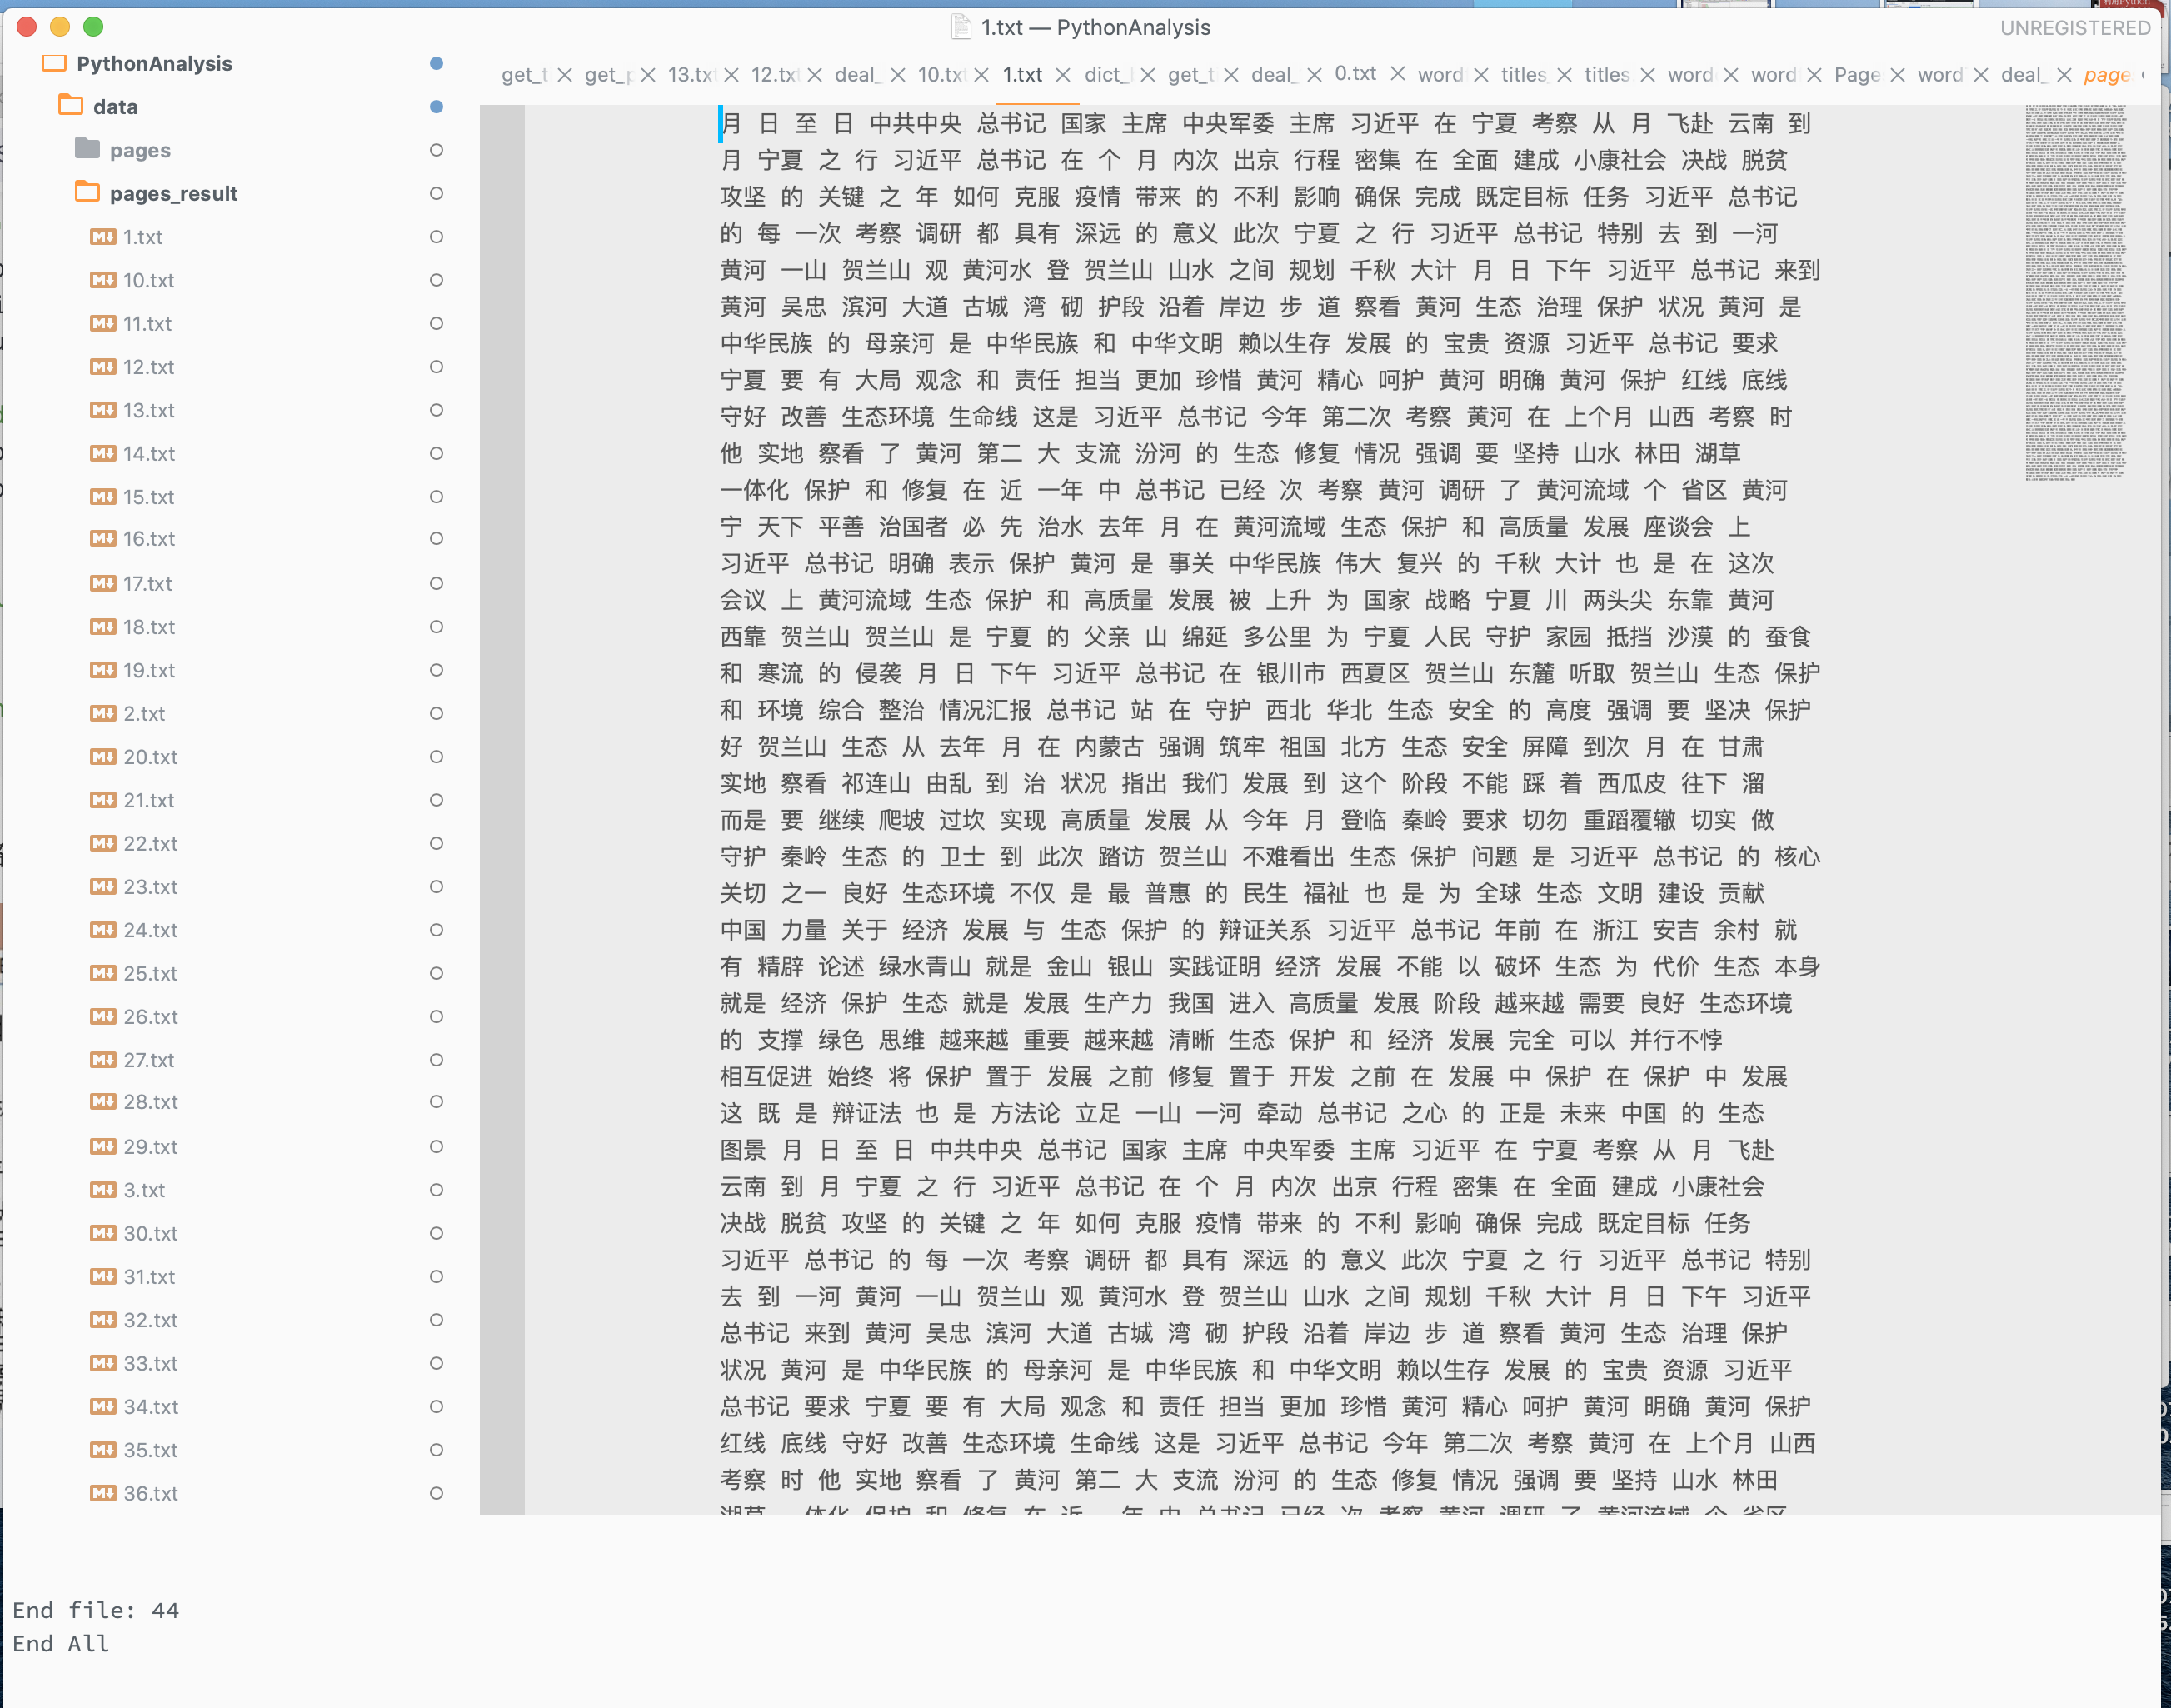 1.txt — PythonAnalysis
UNREGISTERED
PythonAnalysis
data
pages
pages_result
1.txt
10.txt
11.txt
12.txt
13.txt
14.txt
15.txt
16.txt
17.txt
18.txt
19.txt
2.txt
20.txt
21.txt
22.txt
23.txt
24.txt
25.txt
26.txt
27.txt
28.txt
29.txt
3.txt
30.txt
31.txt
32.txt
33.txt
34.txt
35.txt
36.txt
get_t get_p 13.txt 12.txt deal_ 10.txt 1.txt dict_ get_t deal_ 0.txt word titles titles word word Page word deal_ page
月 日 至 日 中共中央 总书记 国家 主席 中央军委 主席 习近平 在 宁夏 考察 从 月 飞赴 云南 到
月 宁夏 之 行 习近平 总书记 在 个 月 内次 出京 行程 密集 在 全面 建成 小康社会 决战 脱贫
攻坚 的 关键 之 年 如何 克服 疫情 带来 的 不利 影响 确保 完成 既定目标 任务 习近平 总书记
的 每 一次 考察 调研 都 具有 深远 的 意义 此次 宁夏 之 行 习近平 总书记 特别 去 到 一河
黄河 一山 贺兰山 观 黄河水 登 贺兰山 山水 之间 规划 千秋 大计 月 日 下午 习近平 总书记 来到
黄河 吴忠 滨河 大道 古城 湾 砌 护段 沿着 岸边 步 道 察看 黄河 生态 治理 保护 状况 黄河 是
中华民族 的 母亲河 是 中华民族 和 中华文明 赖以生存 发展 的 宝贵 资源 习近平 总书记 要求
宁夏 要 有 大局 观念 和 责任 担当 更加 珍惜 黄河 精心 呵护 黄河 明确 黄河 保护 红线 底线
守好 改善 生态环境 生命线 这是 习近平 总书记 今年 第二次 考察 黄河 在 上个月 山西 考察 时
他 实地 察看 了 黄河 第二 大 支流 汾河 的 生态 修复 情况 强调 要 坚持 山水 林田 湖草
一体化 保护 和 修复 在 近 一年 中 总书记 已经 次 考察 黄河 调研 了 黄河流域 个 省区 黄河
宁 天下 平善 治国者 必 先 治水 去年 月 在 黄河流域 生态 保护 和 高质量 发展 座谈会 上
习近平 总书记 明确 表示 保护 黄河 是 事关 中华民族 伟大 复兴 的 千秋 大计 也 是 在 这次
会议 上 黄河流域 生态 保护 和 高质量 发展 被 上升 为 国家 战略 宁夏 川 两头尖 东靠 黄河
西靠 贺兰山 贺兰山 是 宁夏 的 父亲 山 绵延 多公里 为 宁夏 人民 守护 家园 抵挡 沙漠 的 蚕食
和 寒流 的 侵袭 月 日 下午 习近平 总书记 在 银川市 西夏区 贺兰山 东麓 听取 贺兰山 生态 保护
和 环境 综合 整治 情况汇报 总书记 站 在 守护 西北 华北 生态 安全 的 高度 强调 要 坚决 保护
好 贺兰山 生态 从 去年 月 在 内蒙古 强调 筑牢 祖国 北方 生态 安全 屏障 到次 月 在 甘肃
实地 察看 祁连山 由乱 到 治 状况 指出 我们 发展 到 这个 阶段 不能 踩 着 西瓜皮 往下 溜
而是 要 继续 爬坡 过坎 实现 高质量 发展 从 今年 月 登临 秦岭 要求 切勿 重蹈覆辙 切实 做
守护 秦岭 生态 的 卫士 到 此次 踏访 贺兰山 不难看出 生态 保护 问题 是 习近平 总书记 的 核心
关切 之一 良好 生态环境 不仅 是 最 普惠 的 民生 福祉 也 是 为 全球 生态 文明 建设 贡献
中国 力量 关于 经济 发展 与 生态 保护 的 辩证关系 习近平 总书记 年前 在 浙江 安吉 余村 就
有 精辟 论述 绿水青山 就是 金山 银山 实践证明 经济 发展 不能 以 破坏 生态 为 代价 生态 本身
就是 经济 保护 生态 就是 发展 生产力 我国 进入 高质量 发展 阶段 越来越 需要 良好 生态环境
的 支撑 绿色 思维 越来越 重要 越来越 清晰 生态 保护 和 经济 发展 完全 可以 并行不悖
相互促进 始终 将 保护 置于 发展 之前 修复 置于 开发 之前 在 发展 中 保护 在 保护 中 发展
这 既 是 辩证法 也 是 方法论 立足 一山 一河 牵动 总书记 之心 的 正是 未来 中国 的 生态
图景 月 日 至 日 中共中央 总书记 国家 主席 中央军委 主席 习近平 在 宁夏 考察 从 月 飞赴
云南 到 月 宁夏 之 行 习近平 总书记 在 个 月 内次 出京 行程 密集 在 全面 建成 小康社会
决战 脱贫 攻坚 的 关键 之 年 如何 克服 疫情 带来 的 不利 影响 确保 完成 既定目标 任务
习近平 总书记 的 每 一次 考察 调研 都 具有 深远 的 意义 此次 宁夏 之 行 习近平 总书记 特别
去 到 一河 黄河 一山 贺兰山 观 黄河水 登 贺兰山 山水 之间 规划 千秋 大计 月 日 下午 习近平
总书记 来到 黄河 吴忠 滨河 大道 古城 湾 砌 护段 沿着 岸边 步 道 察看 黄河 生态 治理 保护
状况 黄河 是 中华民族 的 母亲河 是 中华民族 和 中华文明 赖以生存 发展 的 宝贵 资源 习近平
总书记 要求 宁夏 要 有 大局 观念 和 责任 担当 更加 珍惜 黄河 精心 呵护 黄河 明确 黄河 保护
红线 底线 守好 改善 生态环境 生命线 这是 习近平 总书记 今年 第二次 考察 黄河 在 上个月 山西
考察 时 他 实地 察看 了 黄河 第二 大 支流 汾河 的 生态 修复 情况 强调 要 坚持 山水 林田
湖草 一体化 保护 和 修复 在 近 一年 中 总书记 已经 次 考察 黄河 调研 了 黄河流域 个 省区
End file: 44
End All